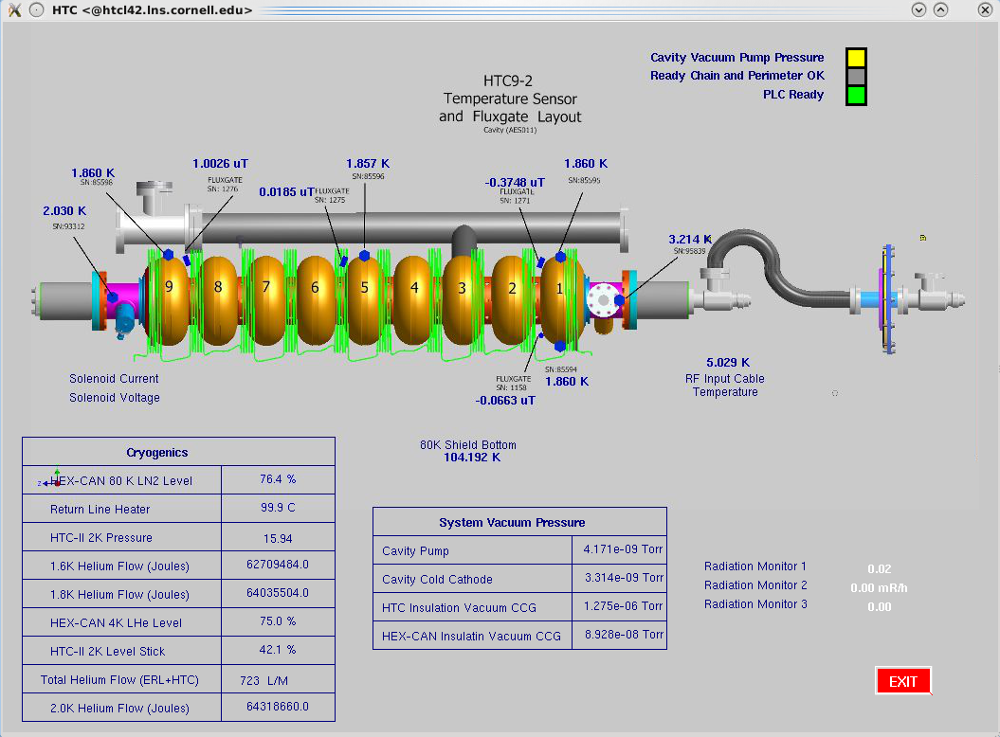 HTC <@htcl42.lns.cornell.edu>
Cavity Vacuum Pump Pressure
Ready Chain and Perimeter OK
PLC Ready
HTC9-2
Temperature Sensor
and Fluxgate Layout
Cavity (AES011)
1.860 K
SN:85598
1.0026 uT
FLUXGATE
SN: 1276
0.0185 uT
FLUXGATE
SN: 1275
1.857 K
SN:85596
-0.3748 uT
FLUXGATE
SN: 1271
1.860 K
SN:85595
2.030 K
SN:93312
3.214 K
SN:95839
9 8 7 6 5 4 3 2 1
FLUXGATE
SN: 1158
-0.0663 uT
SN:85594
1.860 K
5.029 K
RF Input Cable
Temperature
Solenoid Current
Solenoid Voltage
80K Shield Bottom
104.192 K
Cryogenics
Z
HEX-CAN 80 K LN2 Level 76.4 %
Return Line Heater 99.9 C
HTC-II 2K Pressure 15.94
1.6K Helium Flow (Joules) 62709484.0
1.8K Helium Flow (Joules) 64035504.0
HEX-CAN 4K LHe Level 75.0 %
HTC-II 2K Level Stick 42.1 %
Total Helium Flow (ERL+HTC) 723 L/M
2.0K Helium Flow (Joules) 64318660.0
System Vacuum Pressure
Cavity Pump 4.171e-09 Torr
Cavity Cold Cathode 3.314e-09 Torr
HTC Insulation Vacuum CCG 1.275e-06 Torr
HEX-CAN Insulatin Vacuum CCG 8.928e-08 Torr
Radiation Monitor 1 0.02
Radiation Monitor 2 0.00 mR/h
Radiation Monitor 3 0.00
EXIT